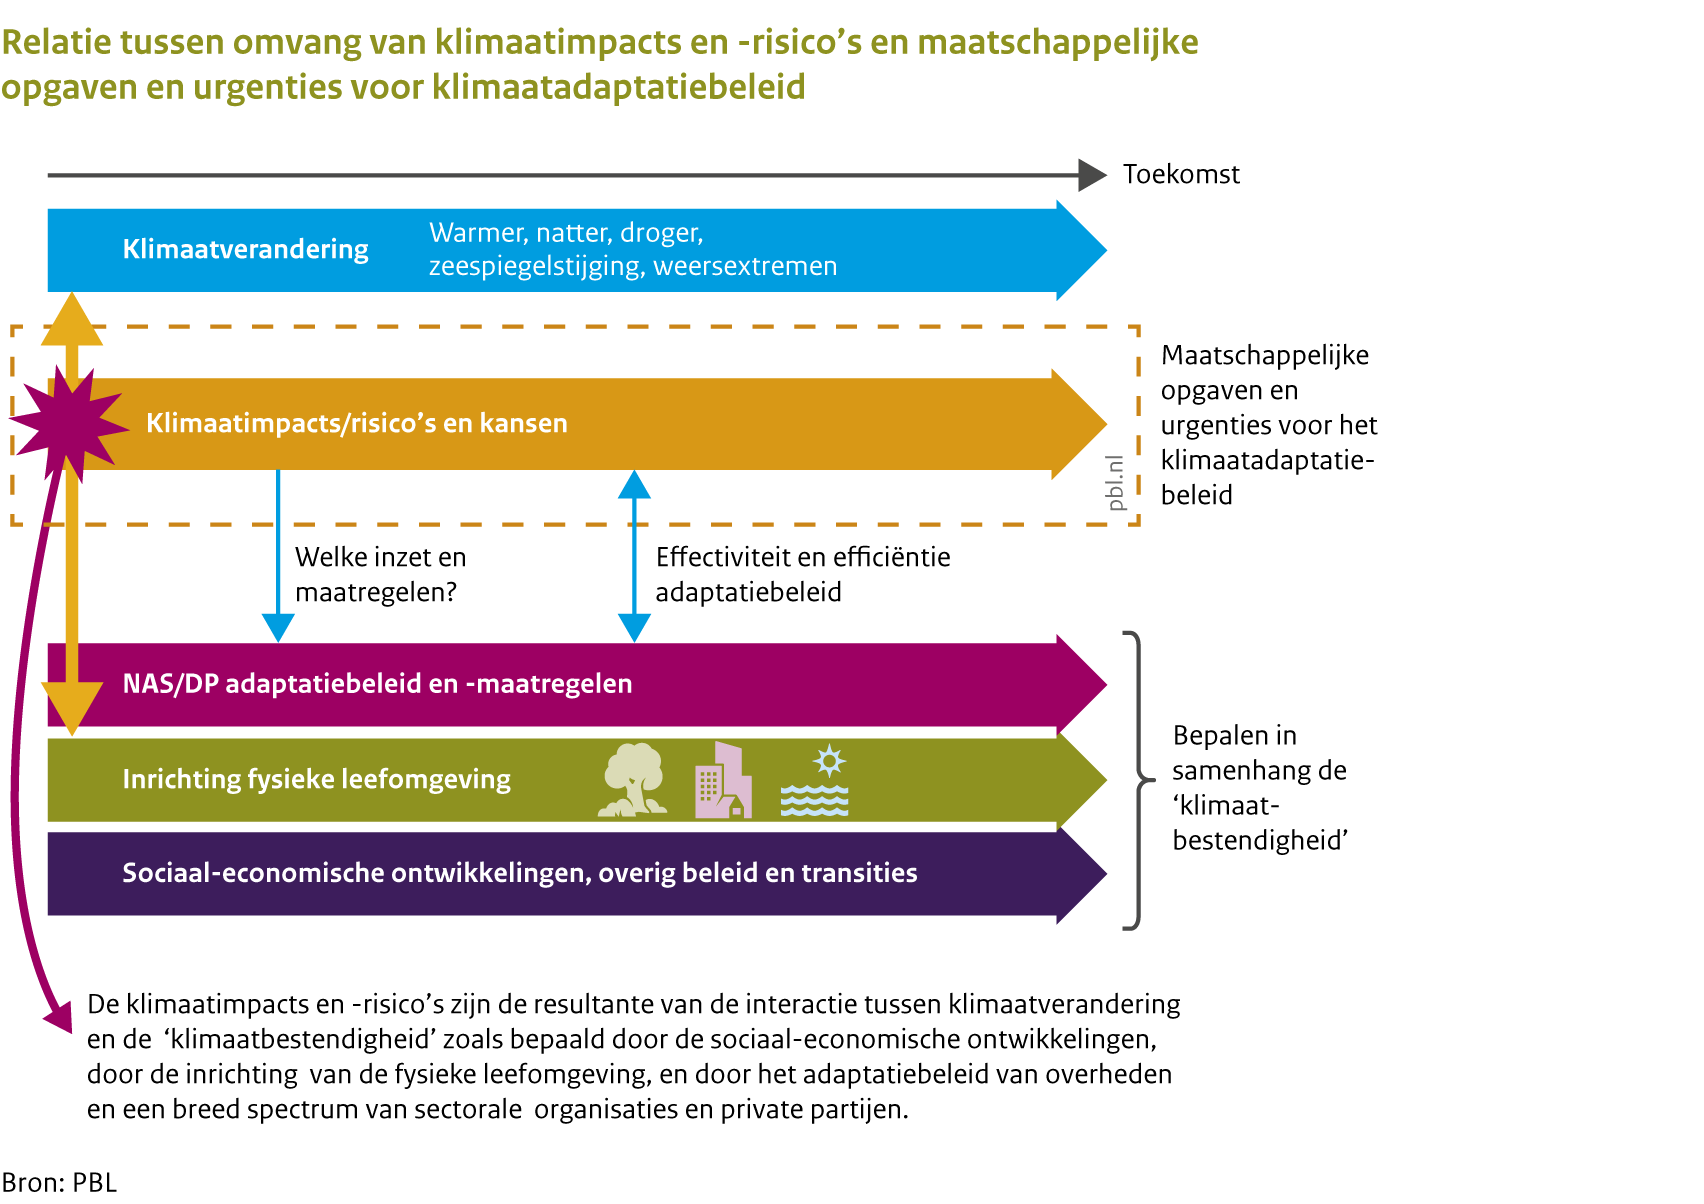 Relatie tussen omvang van klimaatimpacts en -risico’s en maatschappelijke
opgaven en urgenties voor klimaatadaptatiebeleid
Toekomst
Klimaatverandering
Warmer, natter, droger,
zeespiegelstijging, weersextremen
Klimaatimpacts/risico’s en kansen
Maatschappelijke
opgaven en
urgenties voor het
klimaatadaptatie-
beleid
pbl.nl
Welke inzet en
maatregelen?
Effectiviteit en efficiëntie
adaptatiebeleid
NAS/DP adaptatiebeleid en -maatregelen
Inrichting fysieke leefomgeving
Sociaal-economische ontwikkelingen, overig beleid en transities
Bepalen in
samenhang de
‘klimaat-
bestendigheid’
De klimaatimpacts en -risico’s zijn de resultante van de interactie tussen klimaatverandering
en de ‘klimaatbestendigheid’ zoals bepaald door de sociaal-economische ontwikkelingen,
door de inrichting van de fysieke leefomgeving, en door het adaptatiebeleid van overheden
en een breed spectrum van sectorale organisaties en private partijen.
Bron: PBL